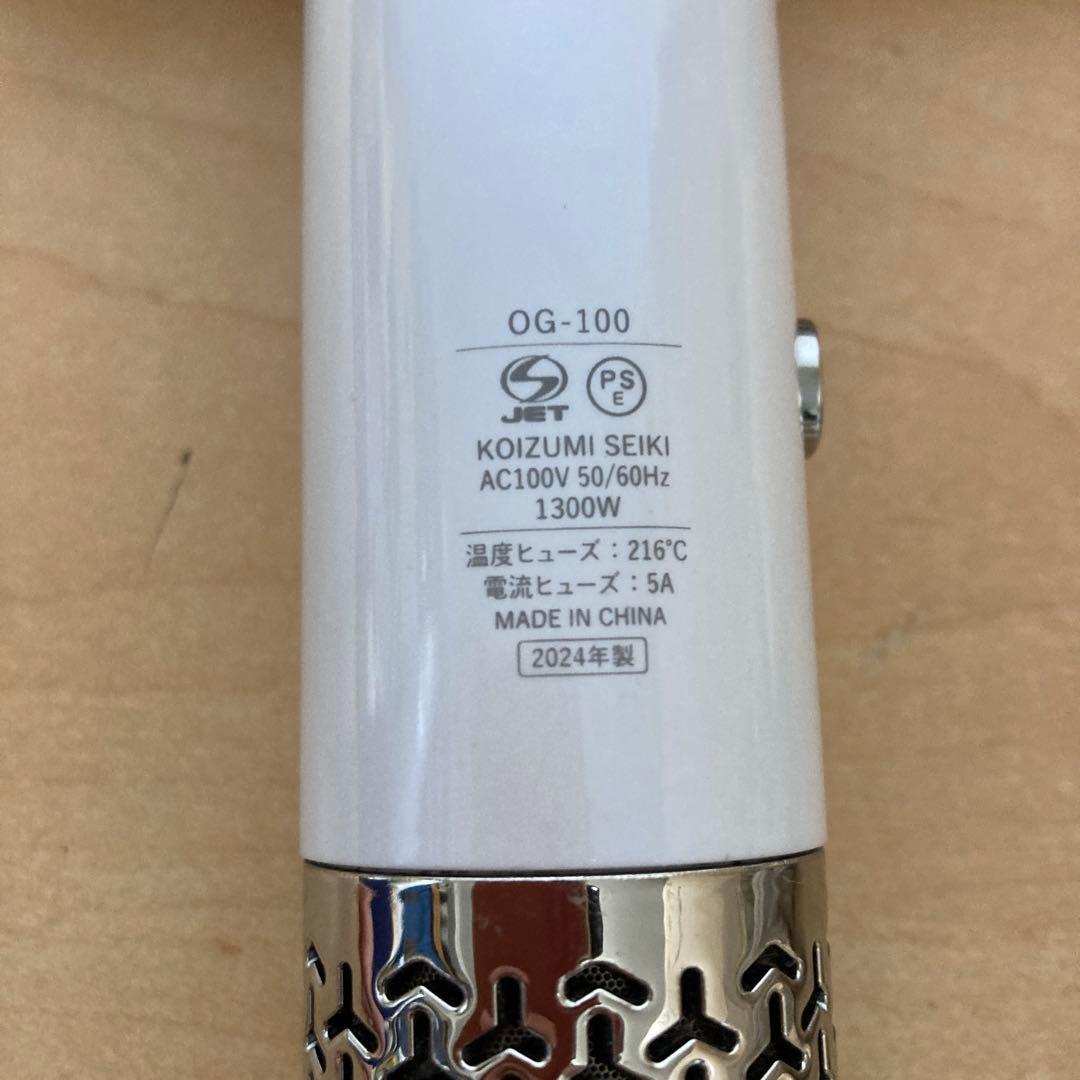 OG-100
JET PSE
KOIZUMI SEIKI
AC100V 50/60Hz
1300W
温度ヒューズ：216℃
電流ヒューズ：5A
MADE IN CHINA
2024年製